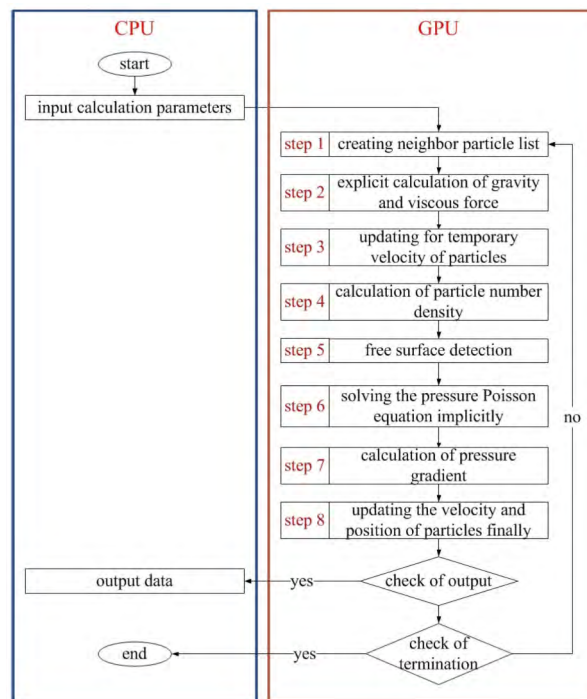 CPU
GPU
start
input calculation parameters
step 1
creating neighbor particle list
step 2
explicit calculation of gravity
and viscous force
step 3
updating for temporary
velocity of particles
step 4
calculation of particle number
density
step 5
free surface detection
step 6
solving the pressure Poisson
equation implicitly
no
step 7
calculation of pressure
gradient
step 8
updating the velocity and
position of particles finally
output data
yes
check of output
end
yes
check of
termination